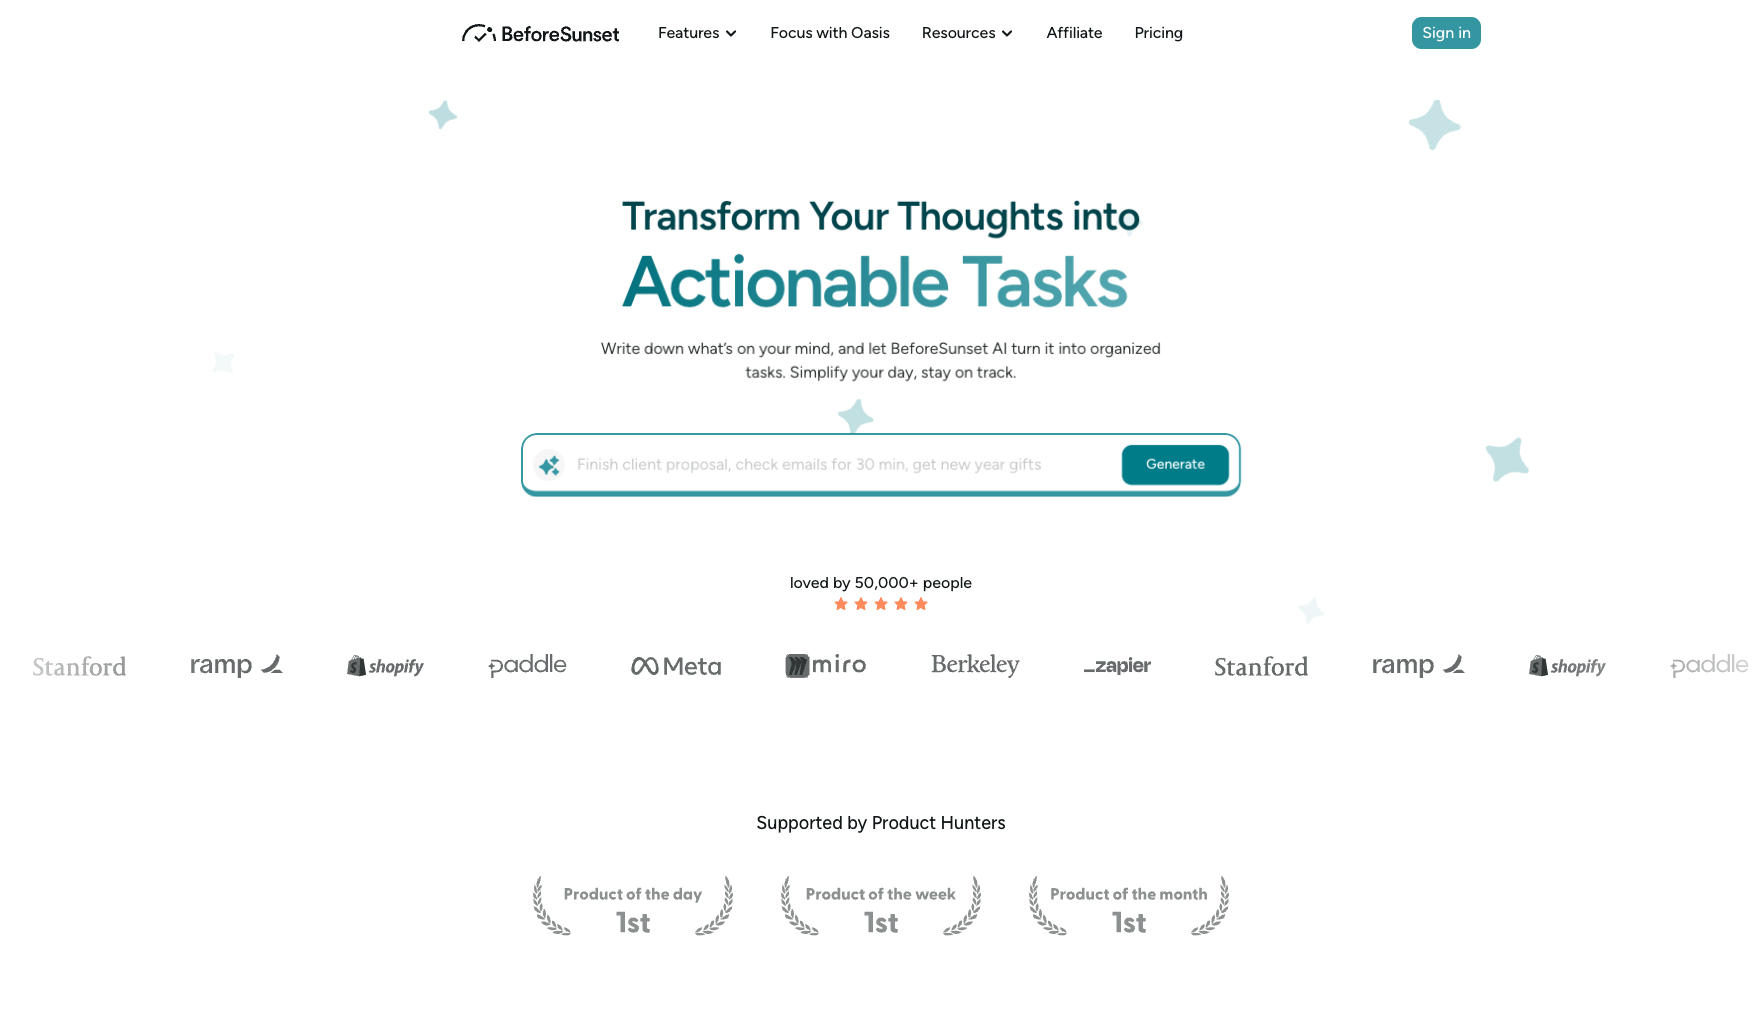 BeforeSunset
Features
Focus with Oasis
Resources
Affiliate
Pricing
Sign in
Transform Your Thoughts into
Actionable Tasks
Write down what's on your mind, and let BeforeSunset AI turn it into organized
tasks. Simplify your day, stay on track.
Finish client proposal, check emails for 30 min, get new year gifts
Generate
loved by 50,000+ people
Stanford
ramp
shopify
paddle
Meta
miro
Berkeley
_zapier
Stanford
ramp
shopify
paddle
Supported by Product Hunters
Product of the day
1st
Product of the week
1st
Product of the month
1st